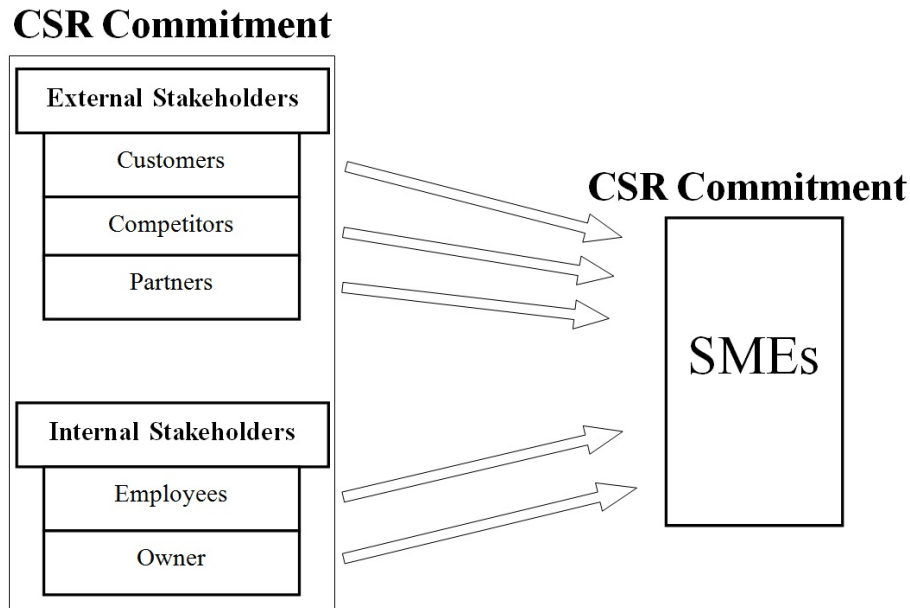 CSR Commitment
External Stakeholders
Customers
Competitors
Partners
Internal Stakeholders
Employees
Owner
CSR Commitment
SMEs